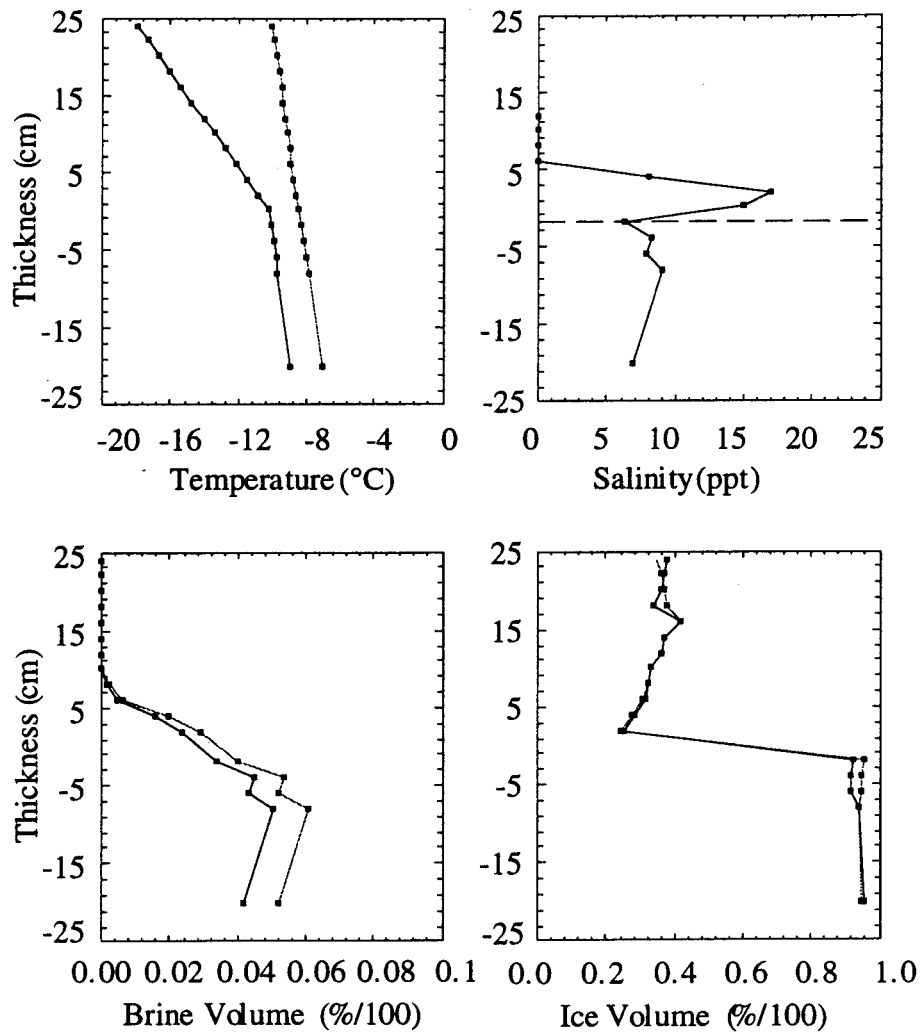 25
15
5
-5
-15
-25
Thickness (cm)
-20 -16 -12 -8 -4 0
Temperature (°C)
25
15
5
-5
-15
-25
0 5 10 15 20 25
Salinity (ppt)
25
15
5
-5
-15
-25
Thickness (cm)
0.00 0.02 0.04 0.06 0.08 0.1
Brine Volume (%/100)
25
15
5
-5
-15
-25
0.0 0.2 0.4 0.6 0.8 1.0
Ice Volume (%/100)